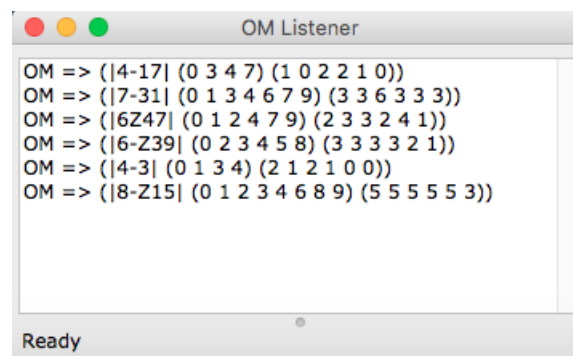 OM Listener
OM => (|4-17| (0 3 4 7) (1 0 2 2 1 0))
OM => (|7-31| (0 1 3 4 6 7 9) (3 3 6 3 3 3))
OM => (|6Z47| (0 1 2 4 7 9) (2 3 3 2 4 1))
OM => (|6-Z39| (0 2 3 4 5 8) (3 3 3 3 2 1))
OM => (|4-3| (0 1 3 4) (2 1 2 1 0 0))
OM => (|8-Z15| (0 1 2 3 4 6 8 9) (5 5 5 5 5 3))
Ready